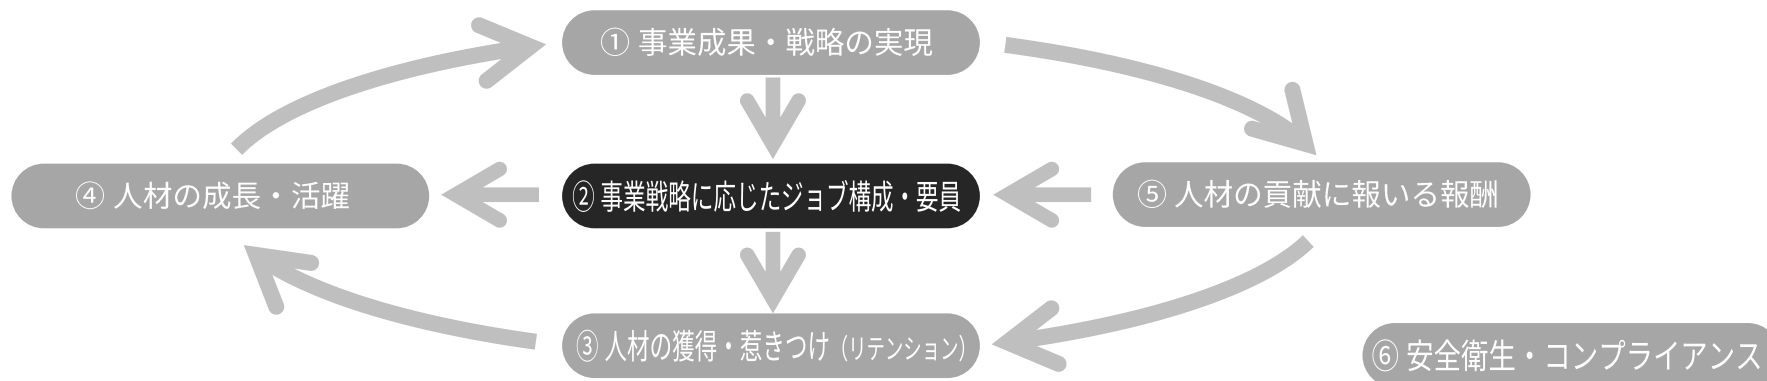 ① 事業成果・戦略の実現
④ 人材の成長・活躍
② 事業戦略に応じたジョブ構成・要員
⑤ 人材の貢献に報いる報酬
③ 人材の獲得・惹きつけ（リテンション）
⑥ 安全衛生・コンプライアンス